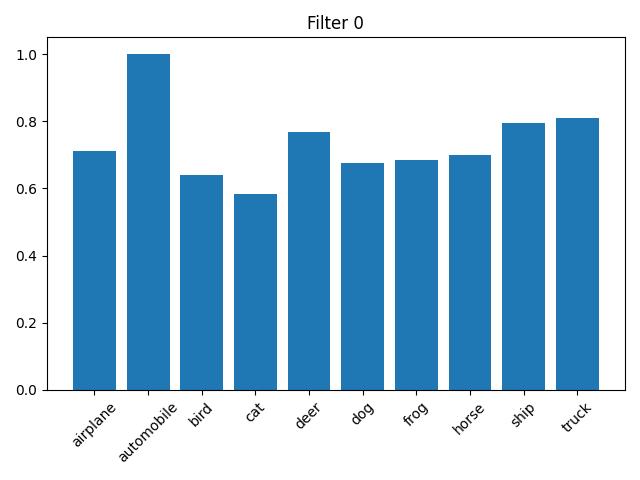 Filter 0
1.0
0.8
0.6
0.4
0.2
0.0
airplane
automobile
bird
cat
deer
dog
frog
horse
ship
truck